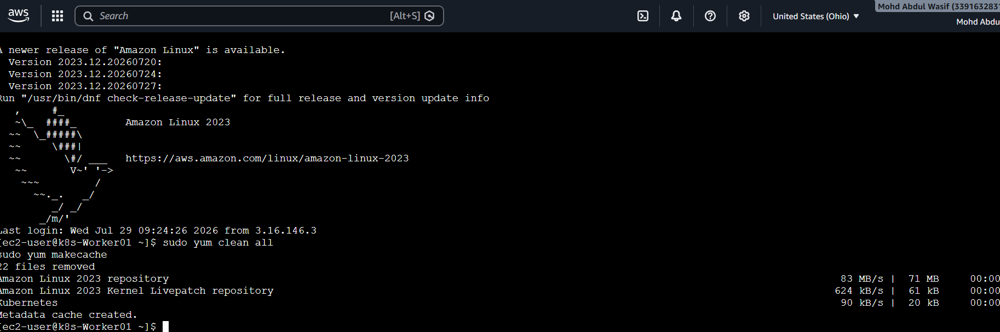 aws
Search [Alt+S]
United States (Ohio) ▼
Mohd Abdul Wasif (3391632831
Mohd Abdu
A newer release of "Amazon Linux" is available.
  Version 2023.12.20260720:
  Version 2023.12.20260724:
  Version 2023.12.20260727:
Run "/usr/bin/dnf check-release-update" for full release and version update info
   ,     #_
   ~\_  ####_        Amazon Linux 2023
  ~~  \_#####\
  ~~     \###|
  ~~       \#/ ___   https://aws.amazon.com/linux/amazon-linux-2023
   ~~       V~' '->
    ~~~         /
      ~~._.   _/
         _/ _/
       _/m/'
Last login: Wed Jul 29 09:24:26 2026 from 3.16.146.3
[ec2-user@k8s-Worker01 ~]$ sudo yum clean all
sudo yum makecache
22 files removed
Amazon Linux 2023 repository 83 MB/s | 71 MB 00:00
Amazon Linux 2023 Kernel Livepatch repository 624 kB/s | 61 kB 00:00
Kubernetes 90 kB/s | 20 kB 00:00
Metadata cache created.
[ec2-user@k8s-Worker01 ~]$